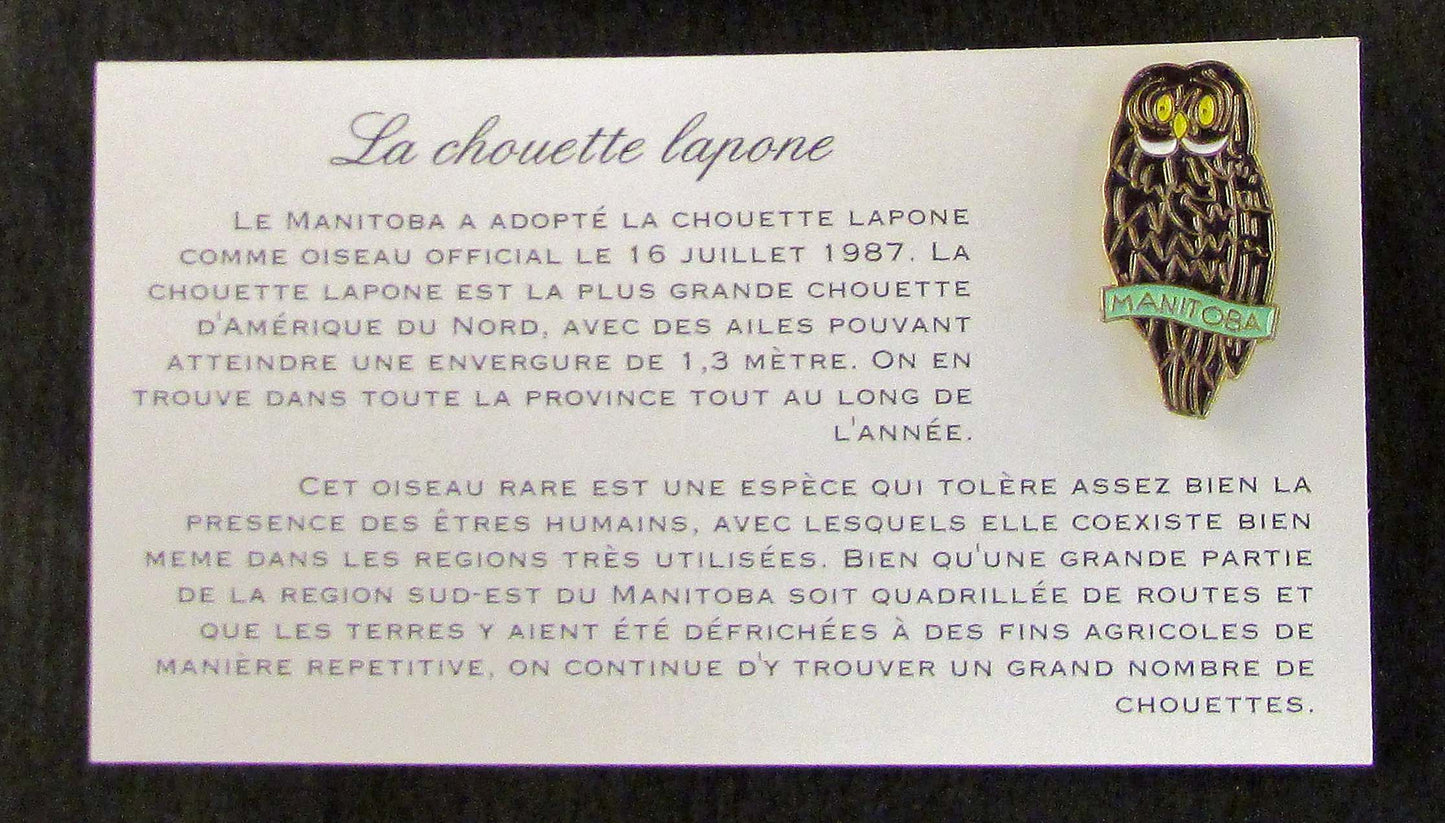 La chouette lapone
LE MANITOBA A ADOPTÉ LA CHOUETTE LAPONE
COMME OISEAU OFFICIAL LE 16 JUILLET 1987. LA
CHOUETTE LAPONE EST LA PLUS GRANDE CHOUETTE
D'AMÉRIQUE DU NORD, AVEC DES AILES POUVANT
ATTEINDRE UNE ENVERGURE DE 1,3 MÈTRE. ON EN
TROUVE DANS TOUTE LA PROVINCE TOUT AU LONG DE
L'ANNÉE.
MANITOBA
CET OISEAU RARE EST UNE ESPÈCE QUI TOLÈRE ASSEZ BIEN LA
PRESENCE DES ÊTRES HUMAINS, AVEC LESQUELS ELLE COEXISTE BIEN
MEME DANS LES REGIONS TRÈS UTILISÉES. BIEN QU'UNE GRANDE PARTIE
DE LA REGION SUD-EST DU MANITOBA SOIT QUADRILLÉE DE ROUTES ET
QUE LES TERRES Y AIENT ÉTÉ DÉFRICHÉES À DES FINS AGRICOLES DE
MANIÈRE REPETITIVE, ON CONTINUE D'Y TROUVER UN GRAND NOMBRE DE
CHOUETTES.